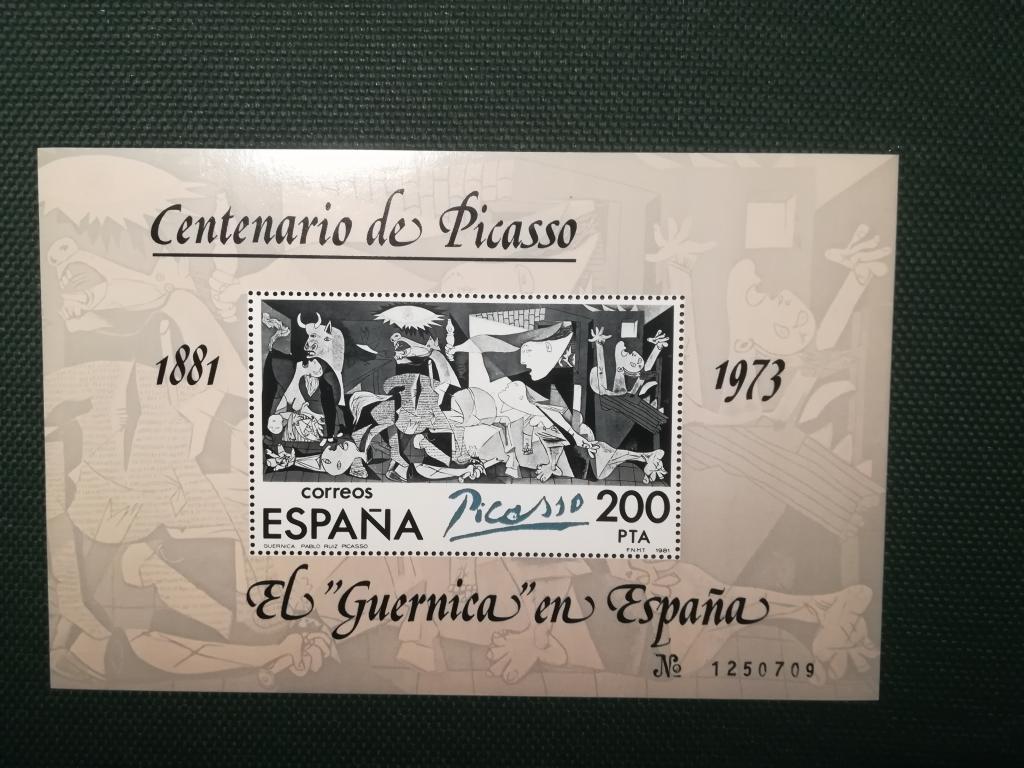 Centenario de Picasso
1881
1973
correos
ESPAÑA
Picasso
200
PTA
GUERNICA PABLO RUIZ PICASSO
F.N.M.T. 1981
El "Guernica" en España
Nº 1250709